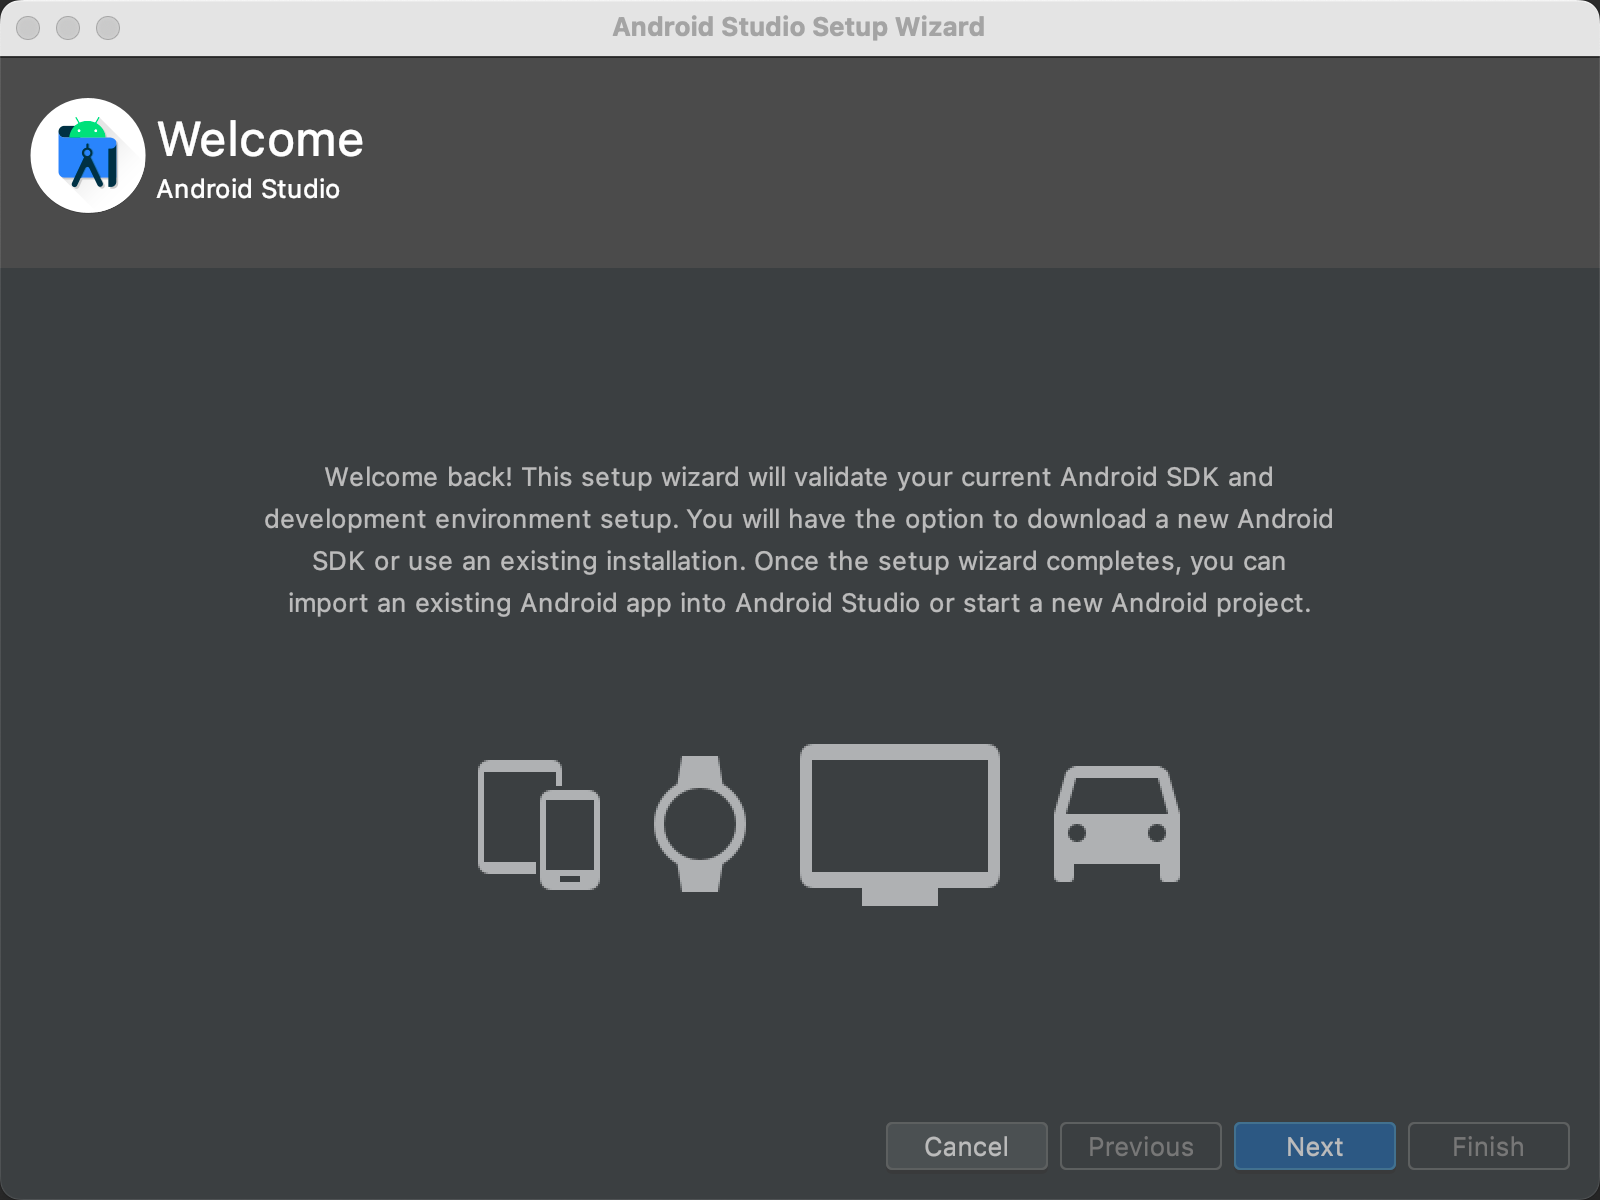 Android Studio Setup Wizard
Welcome
Android Studio
Welcome back! This setup wizard will validate your current Android SDK and
development environment setup. You will have the option to download a new Android
SDK or use an existing installation. Once the setup wizard completes, you can
import an existing Android app into Android Studio or start a new Android project.
Cancel Previous Next Finish